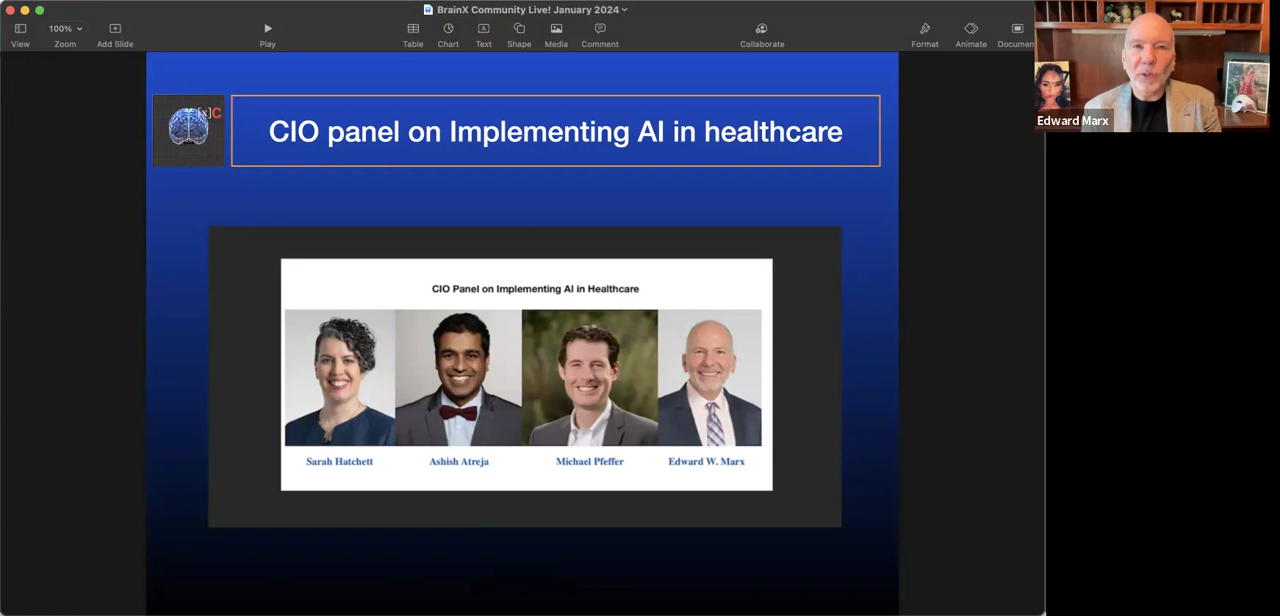 BrainX Community Live! January 2024
100%
View
Zoom
Add Slide
Play
Table
Chart
Text
Shape
Media
Comment
Collaborate
Format
Animate
Documen
Edward Marx
[x]C
CIO panel on Implementing AI in healthcare
CIO Panel on Implementing AI in Healthcare
Sarah Hatchett
Ashish Atreja
Michael Pfeffer
Edward W. Marx